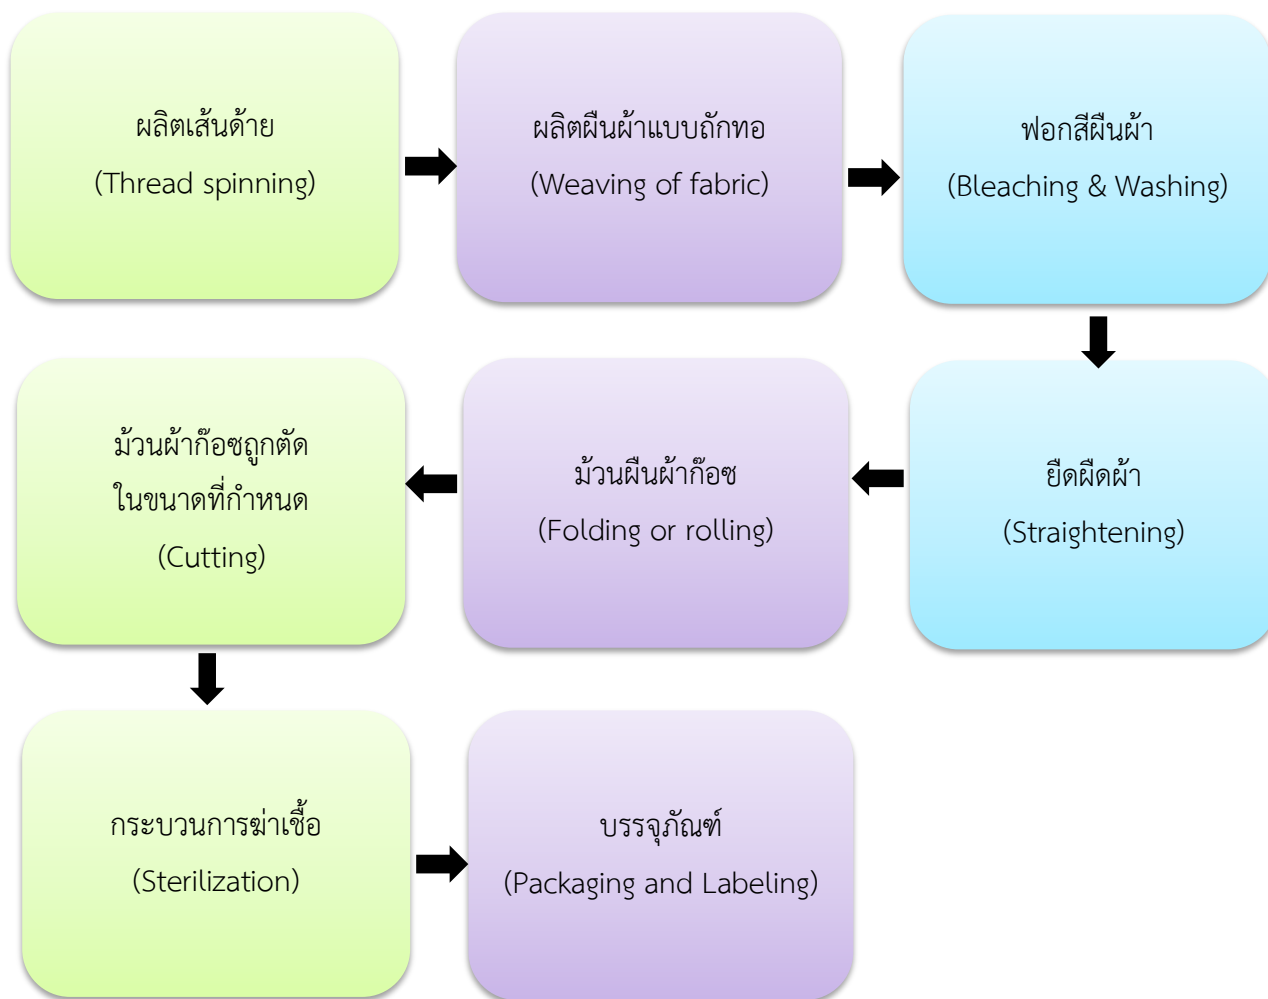 ผลิตเส้นด้าย
(Thread spinning)
ผลิตผืนผ้าแบบถักทอ
(Weaving of fabric)
ฟอกสีผืนผ้า
(Bleaching & Washing)
ยืดผืดผ้า
(Straightening)
ม้วนผืนผ้าก๊อซ
(Folding or rolling)
ม้วนผ้าก๊อซถูกตัด
ในขนาดที่กำหนด
(Cutting)
กระบวนการฆ่าเชื้อ
(Sterilization)
บรรจุภัณฑ์
(Packaging and Labeling)